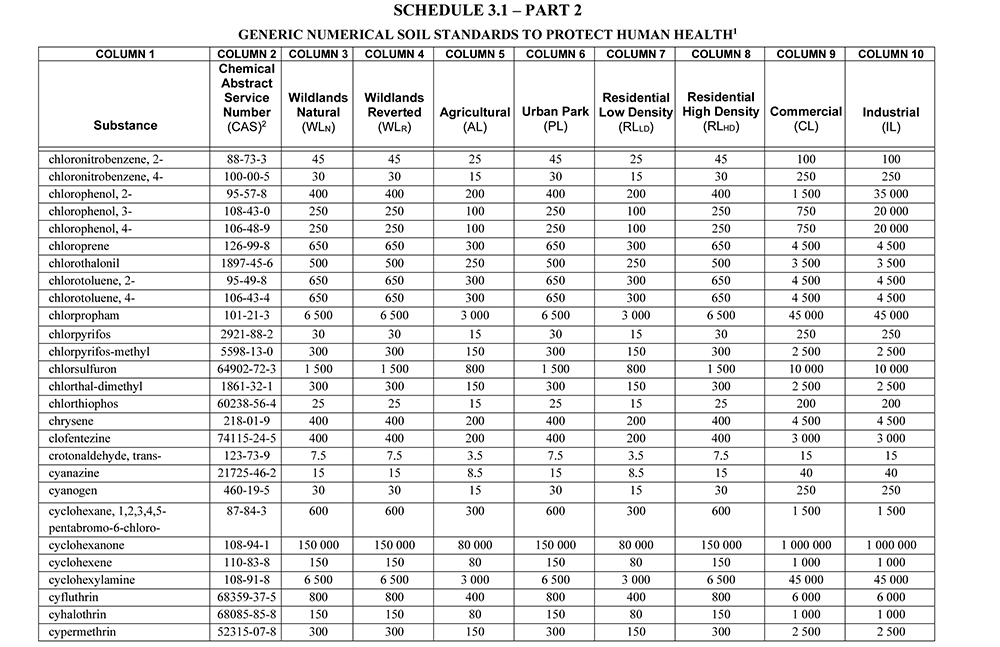 SCHEDULE 3.1 – PART 2
GENERIC NUMERICAL SOIL STANDARDS TO PROTECT HUMAN HEALTH¹
COLUMN 1 COLUMN 2 COLUMN 3 COLUMN 4 COLUMN 5 COLUMN 6 COLUMN 7 COLUMN 8 COLUMN 9 COLUMN 10
Substance Chemical Abstract Service Number (CAS)² Wildlands Natural (WLN) Wildlands Reverted (WLR) Agricultural (AL) Urban Park (PL) Residential Low Density (RLLD) Residential High Density (RLHD) Commercial (CL) Industrial (IL)
chloronitrobenzene, 2- 88-73-3 45 45 25 45 25 45 100 100
chloronitrobenzene, 4- 100-00-5 30 30 15 30 15 30 250 250
chlorophenol, 2- 95-57-8 400 400 200 400 200 400 1 500 35 000
chlorophenol, 3- 108-43-0 250 250 100 250 100 250 750 20 000
chlorophenol, 4- 106-48-9 250 250 100 250 100 250 750 20 000
chloroprene 126-99-8 650 650 300 650 300 650 4 500 4 500
chlorothalonil 1897-45-6 500 500 250 500 250 500 3 500 3 500
chlorotoluene, 2- 95-49-8 650 650 300 650 300 650 4 500 4 500
chlorotoluene, 4- 106-43-4 650 650 300 650 300 650 4 500 4 500
chlorpropham 101-21-3 6 500 6 500 3 000 6 500 3 000 6 500 45 000 45 000
chlorpyrifos 2921-88-2 30 30 15 30 15 30 250 250
chlorpyrifos-methyl 5598-13-0 300 300 150 300 150 300 2 500 2 500
chlorsulfuron 64902-72-3 1 500 1 500 800 1 500 800 1 500 10 000 10 000
chlorthal-dimethyl 1861-32-1 300 300 150 300 150 300 2 500 2 500
chlorthiophos 60238-56-4 25 25 15 25 15 25 200 200
chrysene 218-01-9 400 400 200 400 200 400 4 500 4 500
clofentezine 74115-24-5 400 400 200 400 200 400 3 000 3 000
crotonaldehyde, trans- 123-73-9 7.5 7.5 3.5 7.5 3.5 7.5 15 15
cyanazine 21725-46-2 15 15 8.5 15 8.5 15 40 40
cyanogen 460-19-5 30 30 15 30 15 30 250 250
cyclohexane, 1,2,3,4,5- 87-84-3 600 600 300 600 300 600 1 500 1 500
pentabromo-6-chloro-
cyclohexanone 108-94-1 150 000 150 000 80 000 150 000 80 000 150 000 1 000 000 1 000 000
cyclohexene 110-83-8 150 150 80 150 80 150 1 000 1 000
cyclohexylamine 108-91-8 6 500 6 500 3 000 6 500 3 000 6 500 45 000 45 000
cyfluthrin 68359-37-5 800 800 400 800 400 800 6 000 6 000
cyhalothrin 68085-85-8 150 150 80 150 80 150 1 000 1 000
cypermethrin 52315-07-8 300 300 150 300 150 300 2 500 2 500